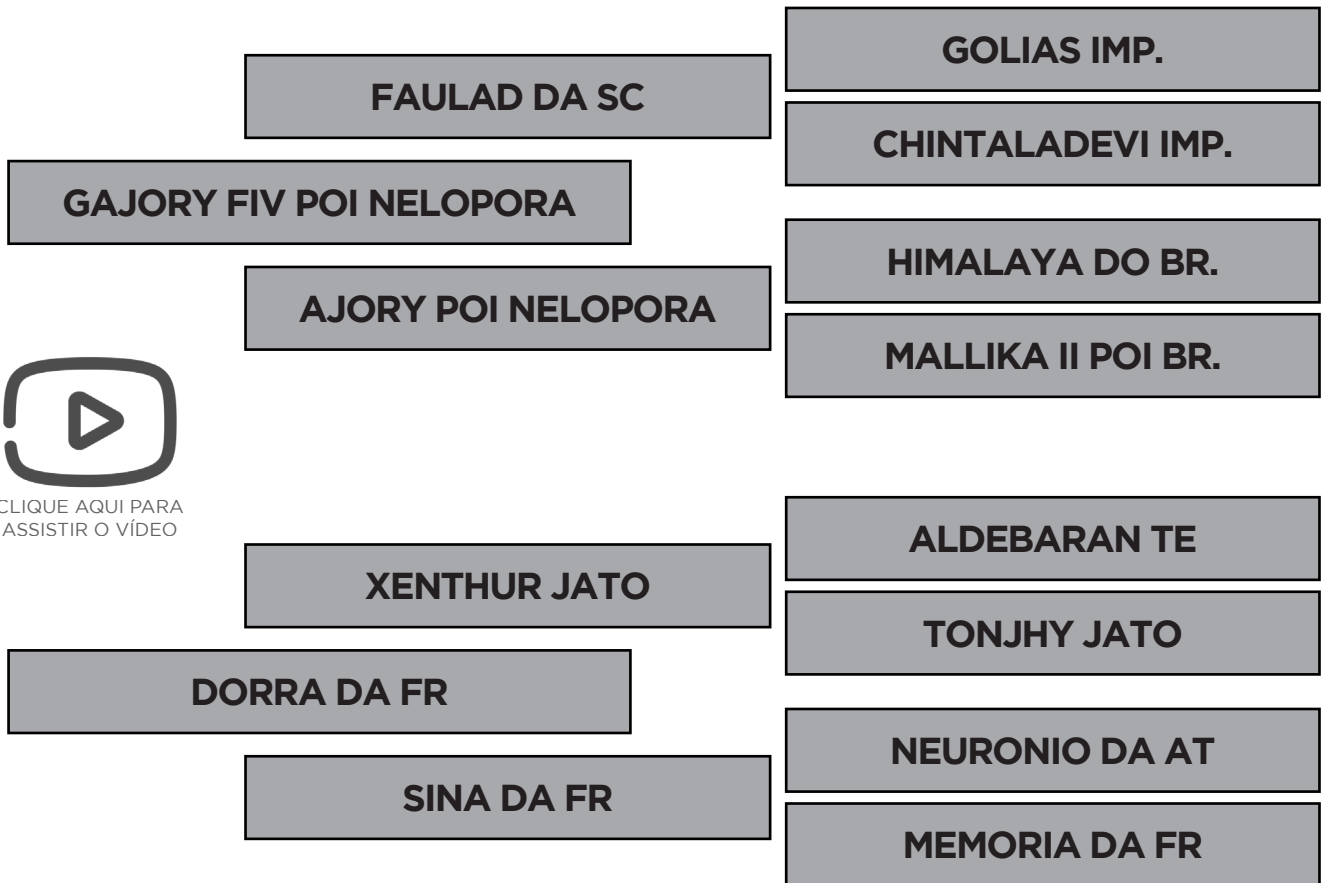 GOLIAS IMP.
FAULAD DA SC
CHINTALADEVI IMP.
GAJORY FIV POI NELOPORA
HIMALAYA DO BR.
AJORY POI NELOPORA
MALLIKA II POI BR.
CLIQUE AQUI PARA
ASSISTIR O VÍDEO
ALDEBARAN TE
XENTHUR JATO
TONJHY JATO
DORRA DA FR
NEURONIO DA AT
SINA DA FR
MEMORIA DA FR